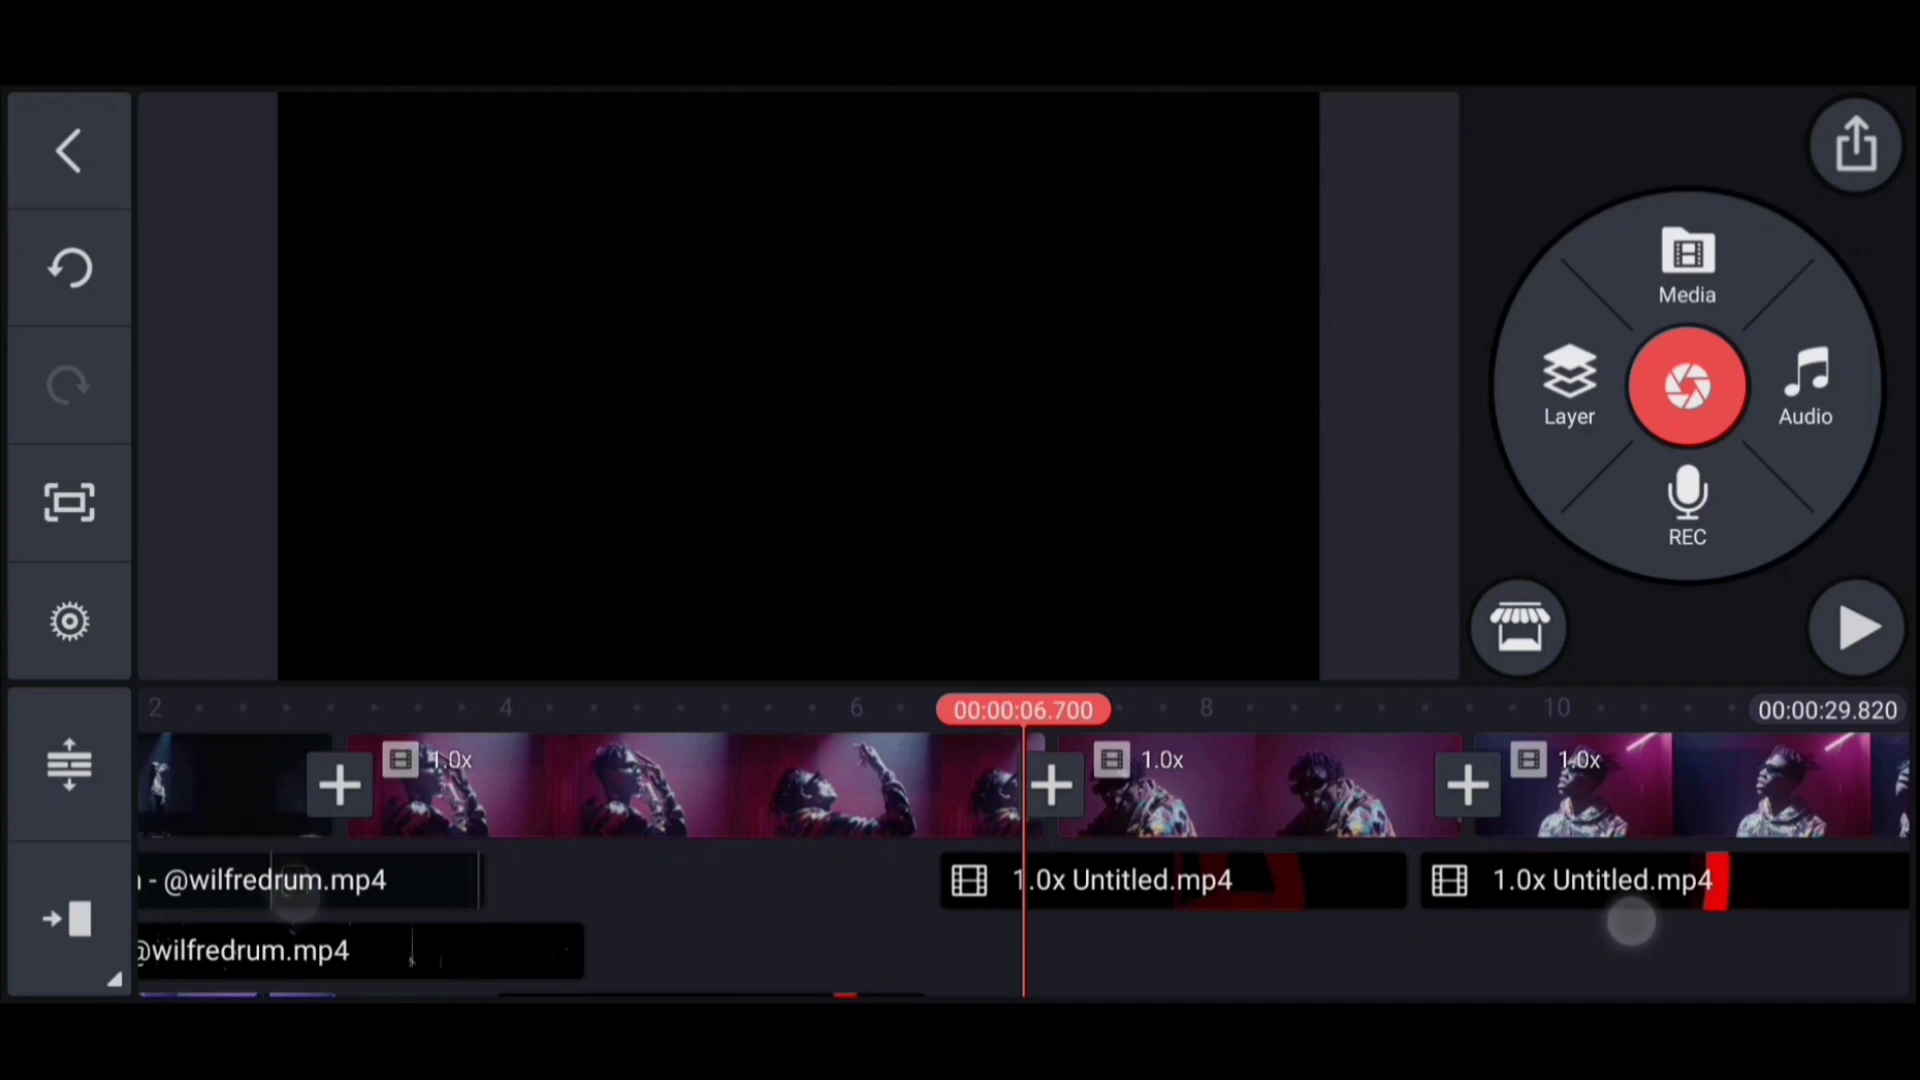 Media
Layer
Audio
REC
2
4
6
00:00:06.700
8
10
00:00:29.820
1.0x
1.0x
1.0x
- @wilfredrum.mp4
1.0x Untitled.mp4
1.0x Untitled.mp4
@wilfredrum.mp4